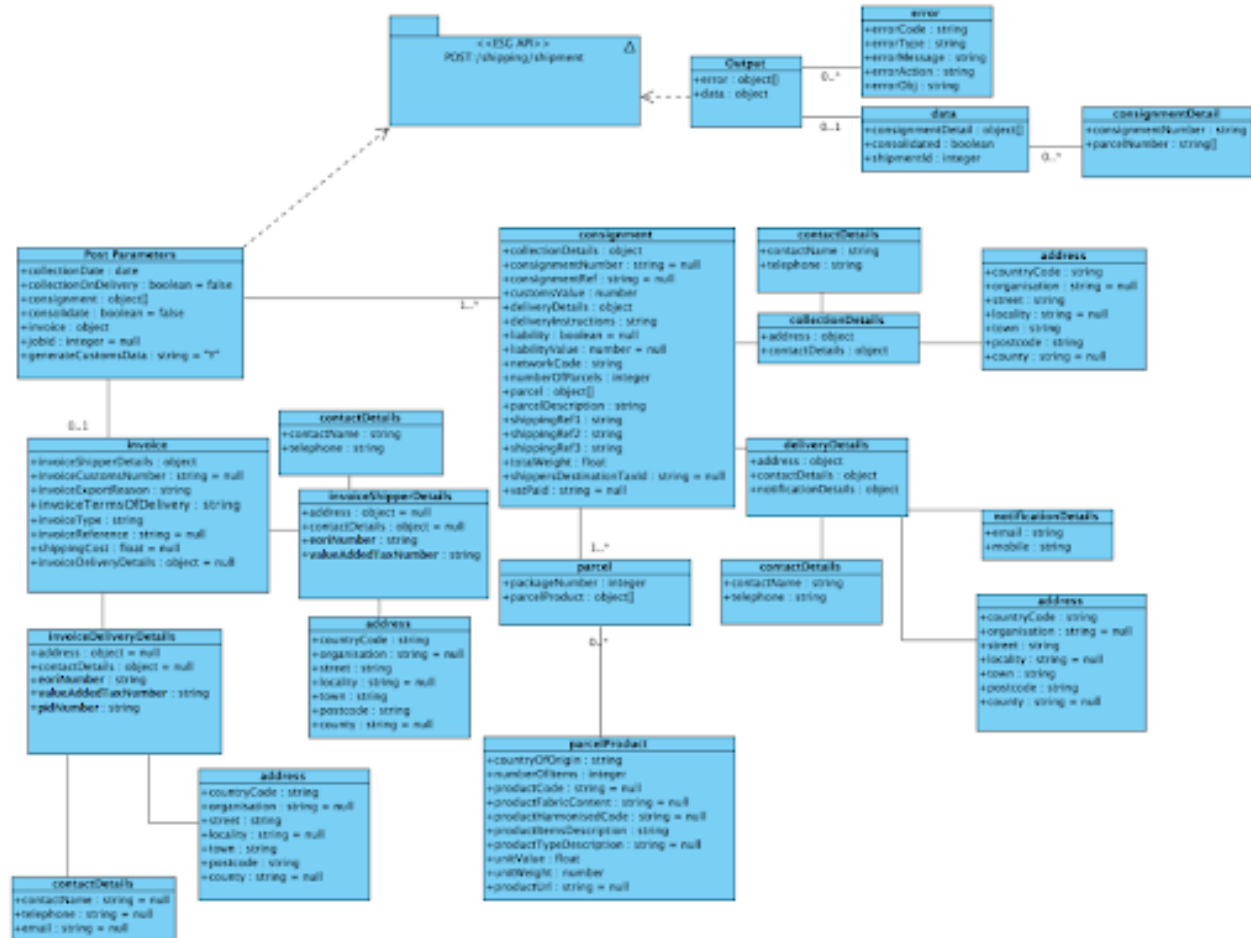 <<ESG API>>
POST:/shipping/shipment
Output
+error : object[]
+data : object
0..*
0..1
error
+errorCode : string
+errorType : string
+errorMessage : string
+errorAction : string
+errorObj : string
data
+consignmentDetail : object[]
+consolidated : boolean
+shipmentId : integer
0..*
consignmentDetail
+consignmentNumber : string
+parcelNumber : string[]
Post Parameters
+collectionDate : date
+collectionOnDelivery : boolean = false
+consignment : object[]
+consolidate : boolean = false
+invoice : object
+jobId : integer = null
+generateCustomsData : string = "Y"
1..*
0..1
consignment
+collectionDetails : object
+consignmentNumber : string = null
+consignmentRef : string = null
+customsValue : number
+deliveryDetails : object
+deliveryInstructions : string
+liability : boolean = null
+liabilityValue : number = null
+networkCode : string
+numberOfParcels : integer
+parcel : object[]
+parcelDescription : string
+shippingRef1 : string
+shippingRef2 : string
+shippingRef3 : string
+totalWeight : float
+shippersDestinationTaxId : string = null
+vatPaid : string = null
contactDetails
+contactName : string
+telephone : string
collectionDetails
+address : object
+contactDetails : object
address
+countryCode : string
+organisation : string = null
+street : string
+locality : string = null
+town : string
+postcode : string
+county : string = null
invoice
+invoiceShipperDetails : object
+invoiceCustomsNumber : string = null
+invoiceExportReason : string
+invoiceTermsOfDelivery : string
+invoiceType : string
+invoiceReference : string = null
+shippingCost : float = null
+invoiceDeliveryDetails : object = null
contactDetails
+contactName : string
+telephone : string
invoiceShipperDetails
+address : object = null
+contactDetails : object = null
+eoriNumber : string
+valueAddedTaxNumber : string
address
+countryCode : string
+organisation : string = null
+street : string
+locality : string = null
+town : string
+postcode : string
+county : string = null
deliveryDetails
+address : object
+contactDetails : object
+notificationDetails : object
notificationDetails
+email : string
+mobile : string
contactDetails
+contactName : string
+telephone : string
address
+countryCode : string
+organisation : string = null
+street : string
+locality : string = null
+town : string
+postcode : string
+county : string = null
1..*
parcel
+packageNumber : integer
+parcelProduct : object[]
0..*
parcelProduct
+countryOfOrigin : string
+numberOfItems : integer
+productCode : string = null
+productFabricContent : string = null
+productHarmonisedCode : string = null
+productItemsDescription : string
+productTypeDescription : string = null
+unitValue : float
+unitWeight : number
+productUrl : string = null
invoiceDeliveryDetails
+address : object = null
+contactDetails : object = null
+eoriNumber : string
+valueAddedTaxNumber : string
+pidNumber : string
address
+countryCode : string
+organisation : string = null
+street : string
+locality : string = null
+town : string
+postcode : string
+county : string = null
contactDetails
+contactName : string = null
+telephone : string = null
+email : string = null